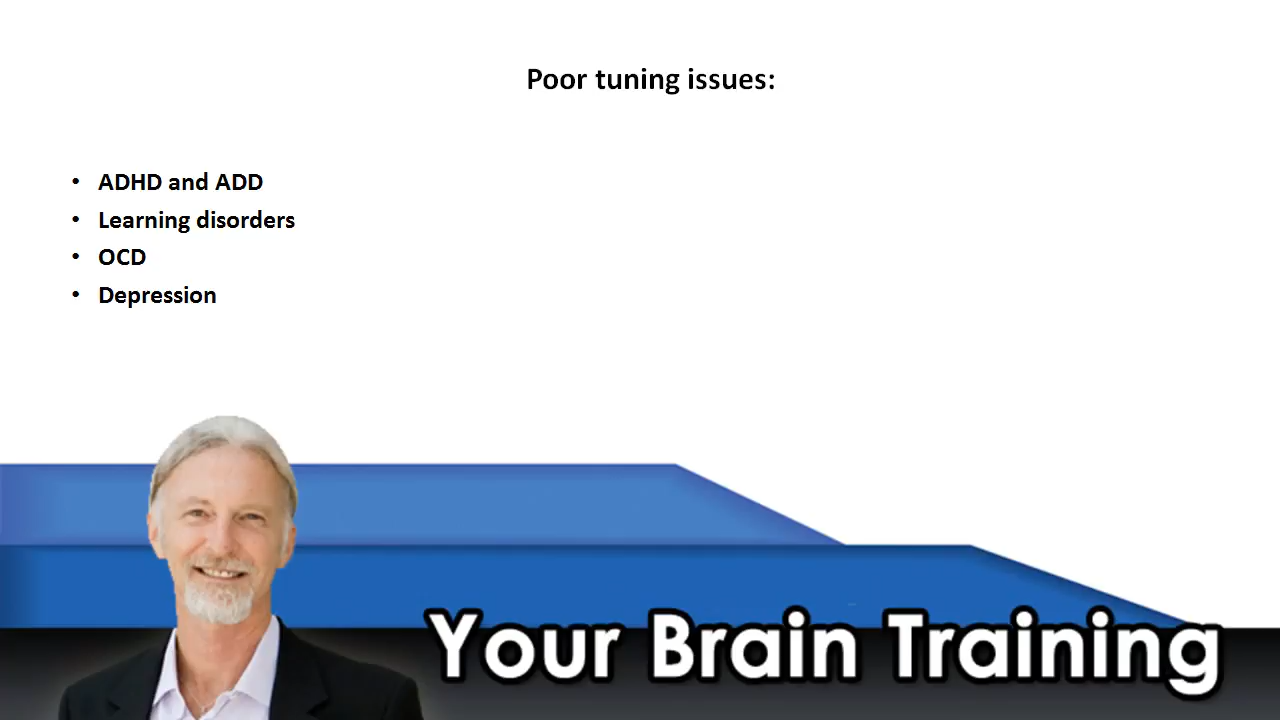 Poor tuning issues:
• ADHD and ADD
• Learning disorders
• OCD
• Depression
Your Brain Training